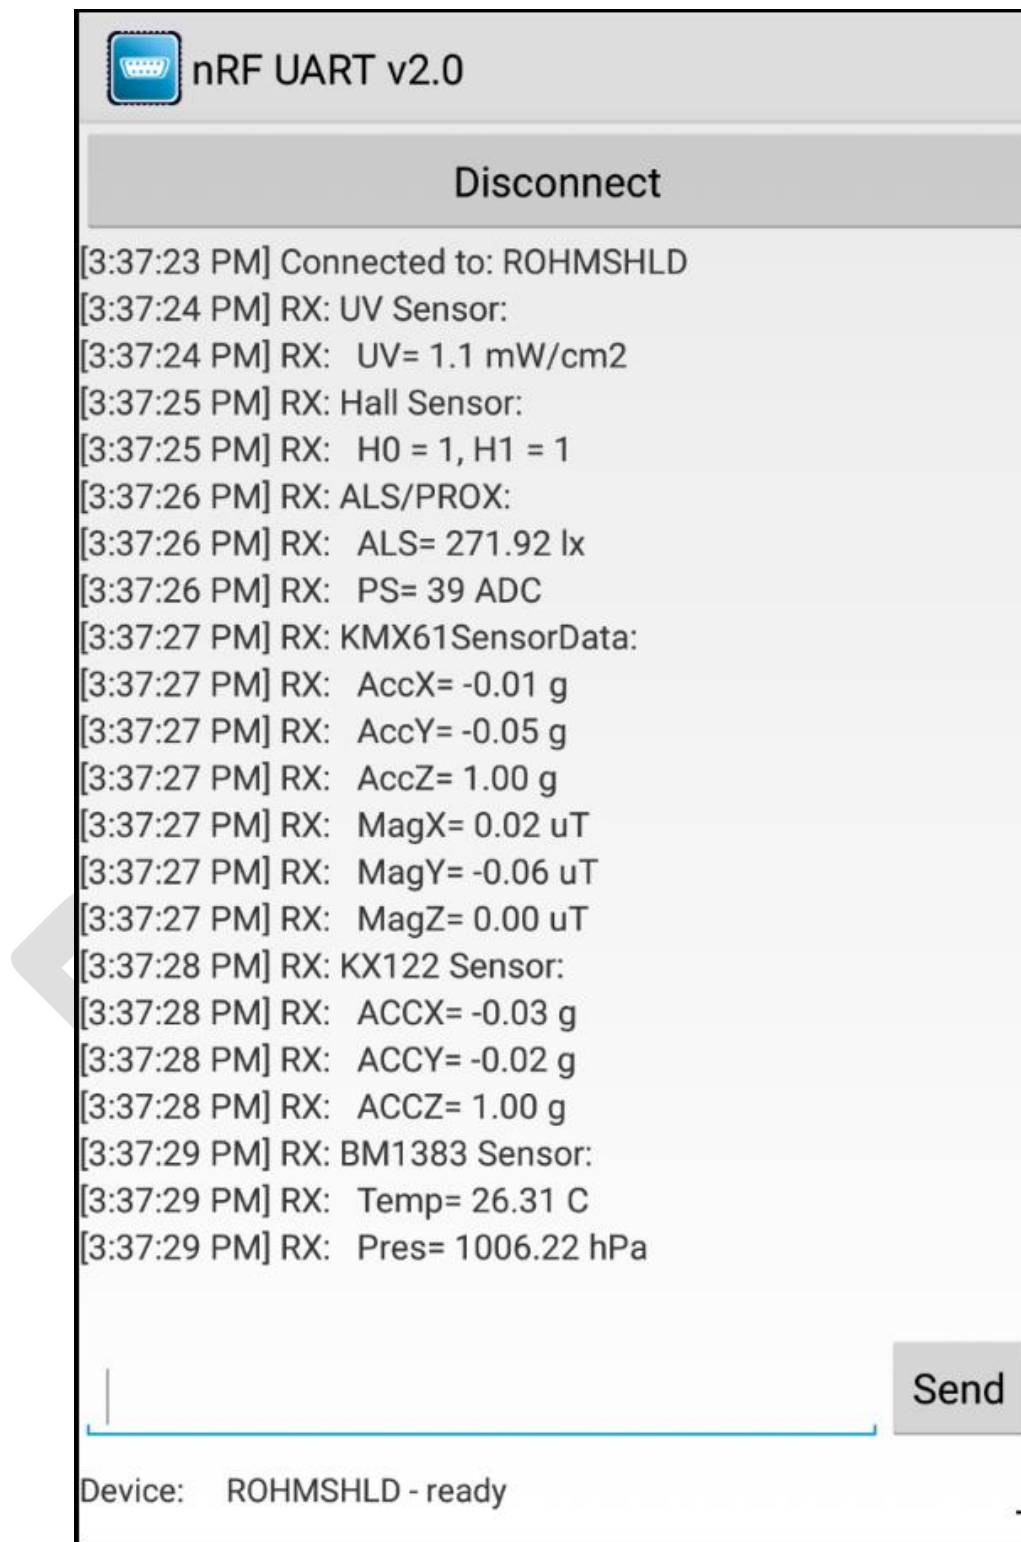 nRF UART v2.0
Disconnect
[3:37:23 PM] Connected to: ROHMSHLD
[3:37:24 PM] RX: UV Sensor:
[3:37:24 PM] RX:   UV= 1.1 mW/cm2
[3:37:25 PM] RX: Hall Sensor:
[3:37:25 PM] RX:   H0 = 1, H1 = 1
[3:37:26 PM] RX: ALS/PROX:
[3:37:26 PM] RX:   ALS= 271.92 lx
[3:37:26 PM] RX:   PS= 39 ADC
[3:37:27 PM] RX: KMX61SensorData:
[3:37:27 PM] RX:   AccX= -0.01 g
[3:37:27 PM] RX:   AccY= -0.05 g
[3:37:27 PM] RX:   AccZ= 1.00 g
[3:37:27 PM] RX:   MagX= 0.02 uT
[3:37:27 PM] RX:   MagY= -0.06 uT
[3:37:27 PM] RX:   MagZ= 0.00 uT
[3:37:28 PM] RX: KX122 Sensor:
[3:37:28 PM] RX:   ACCX= -0.03 g
[3:37:28 PM] RX:   ACCY= -0.02 g
[3:37:28 PM] RX:   ACCZ= 1.00 g
[3:37:29 PM] RX: BM1383 Sensor:
[3:37:29 PM] RX:   Temp= 26.31 C
[3:37:29 PM] RX:   Pres= 1006.22 hPa
Send
Device:   ROHMSHLD - ready